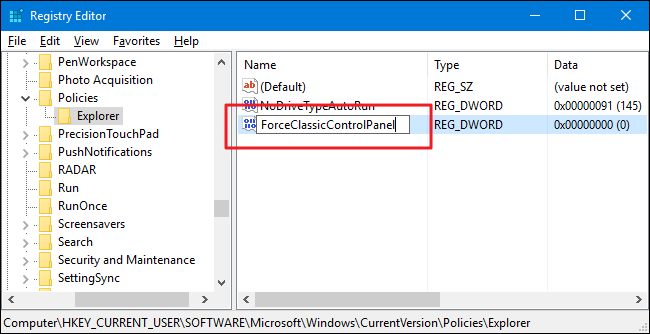 Registry Editor
File Edit View Favorites Help
PenWorkspace
Photo Acquisition
Policies
Explorer
PrecisionTouchPad
PushNotifications
RADAR
Run
RunOnce
Screensavers
Search
Security and Maintenance
SettingSync
Name Type Data
ab (Default) REG_SZ (value not set)
NoDriveTypeAutoRun REG_DWORD 0x00000091 (145)
ForceClassicControlPanel REG_DWORD 0x00000000 (0)
Computer\HKEY_CURRENT_USER\SOFTWARE\Microsoft\Windows\CurrentVersion\Policies\Explorer